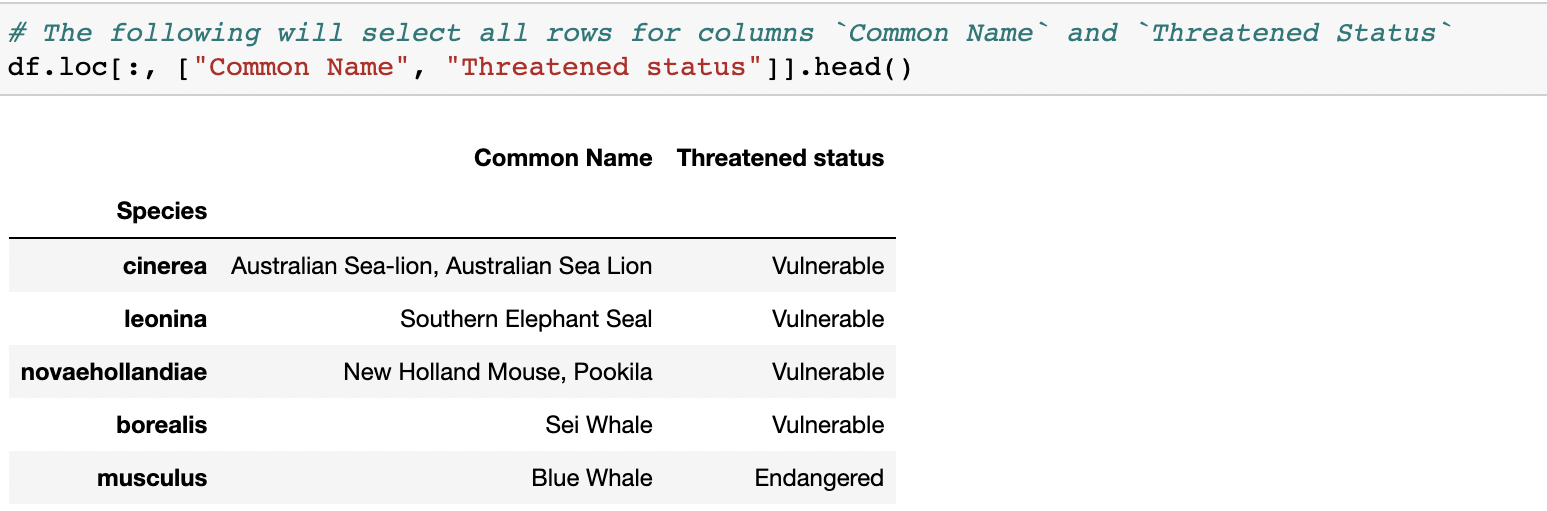 # The following will select all rows for columns `Common Name` and `Threatened Status`
df.loc[:, ["Common Name", "Threatened status"]].head()
Common Name Threatened status
Species
cinerea Australian Sea-lion, Australian Sea Lion Vulnerable
leonina Southern Elephant Seal Vulnerable
novaehollandiae New Holland Mouse, Pookila Vulnerable
borealis Sei Whale Vulnerable
musculus Blue Whale Endangered